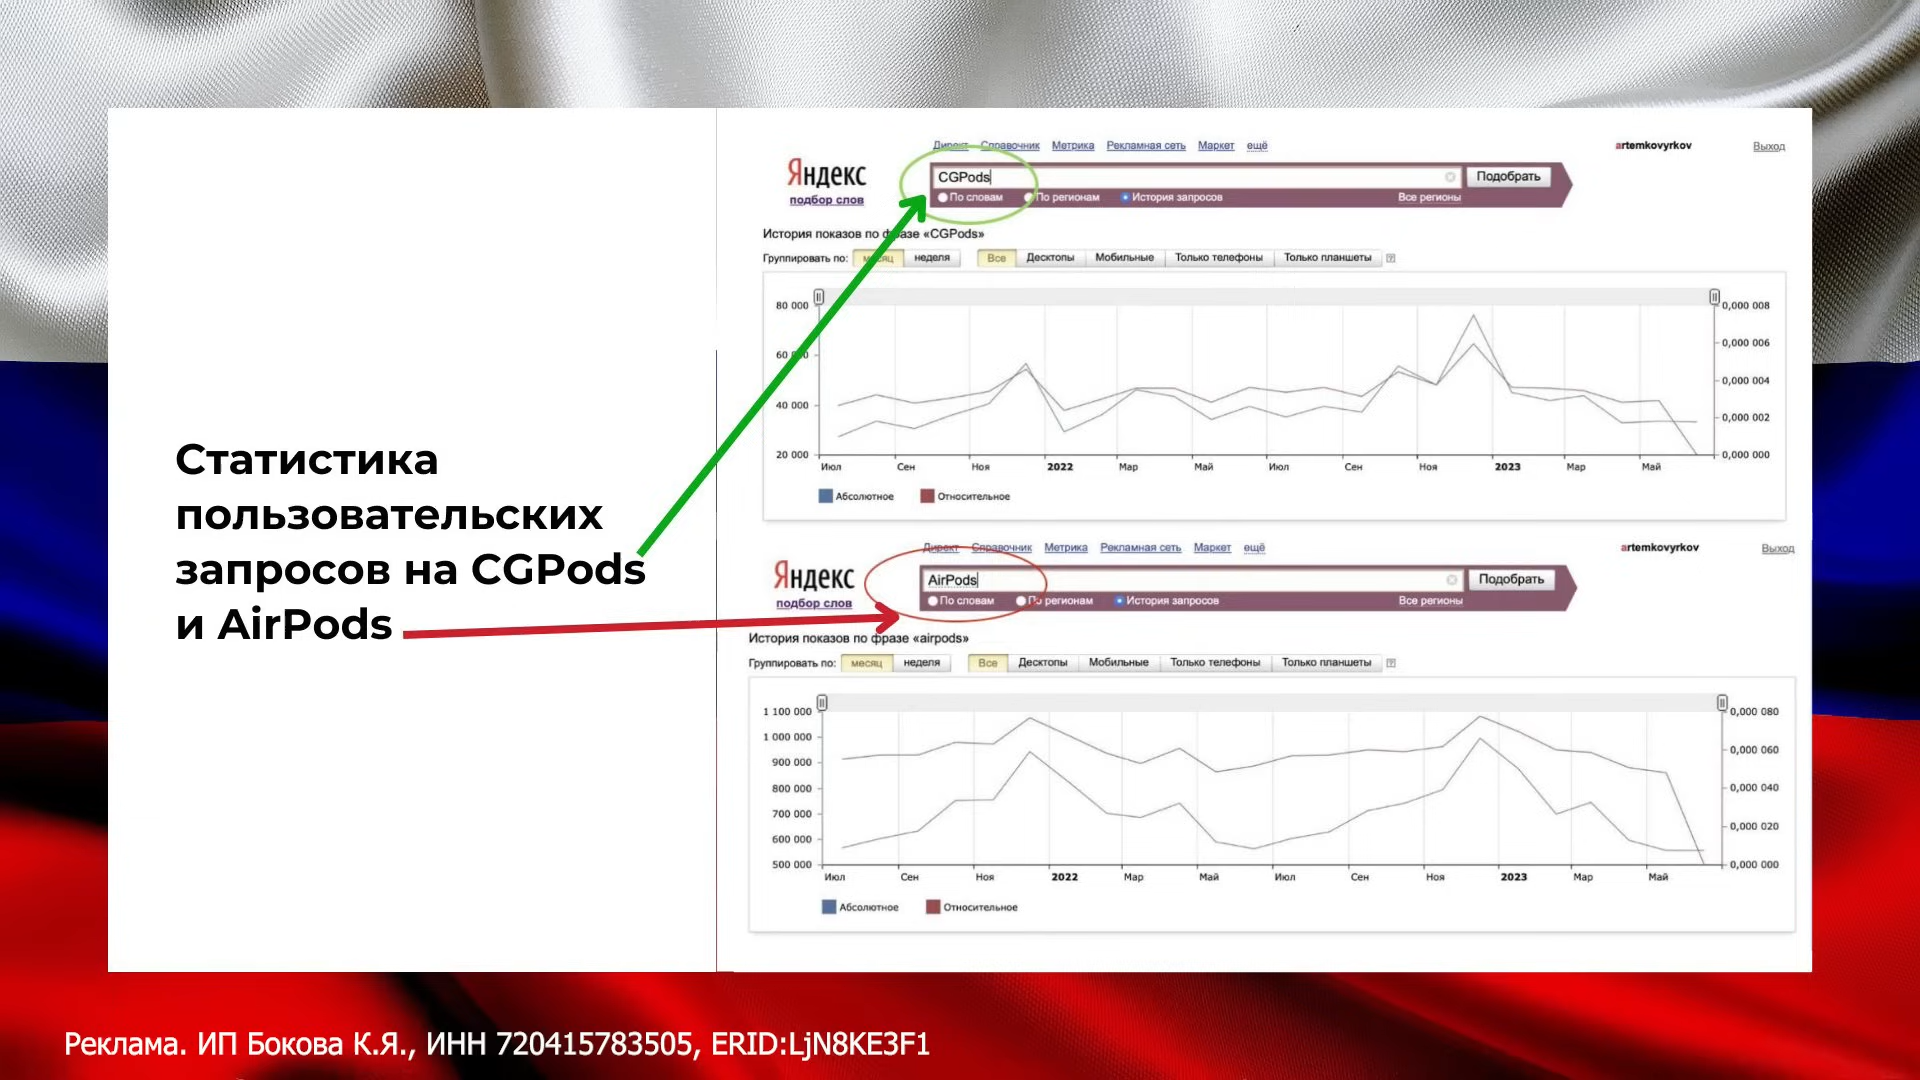 Статистика
пользовательских
запросов на CGPods
и AirPods
Директ Справочник Метрика Рекламная сеть Маркет ещё
artemkovyrkov Выход
Яндекс
подбор слов
CGPods
Подобрать
По словам По регионам История запросов Все регионы
История показов по фразе «CGPods»
Группировать по: месяц неделя Все Десктопы Мобильные Только телефоны Только планшеты ?
80 000
60 000
40 000
20 000
0,000 008
0,000 006
0,000 004
0,000 002
0,000 000
Июл Сен Ноя 2022 Мар Май Июл Сен Ноя 2023 Мар Май
Абсолютное Относительное
Директ Справочник Метрика Рекламная сеть Маркет ещё
artemkovyrkov Выход
Яндекс
подбор слов
AirPods
Подобрать
По словам По регионам История запросов Все регионы
История показов по фразе «airpods»
Группировать по: месяц неделя Все Десктопы Мобильные Только телефоны Только планшеты ?
1 100 000
1 000 000
900 000
800 000
700 000
600 000
500 000
0,000 080
0,000 060
0,000 040
0,000 020
0,000 000
Июл Сен Ноя 2022 Мар Май Июл Сен Ноя 2023 Мар Май
Абсолютное Относительное
Реклама. ИП Бокова К.Я., ИНН 720415783505, ERID:LjN8KE3F1